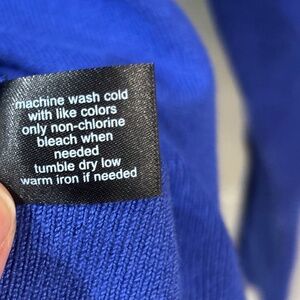 machine wash cold
with like colors
only non-chlorine
bleach when
needed
tumble dry low
warm iron if needed